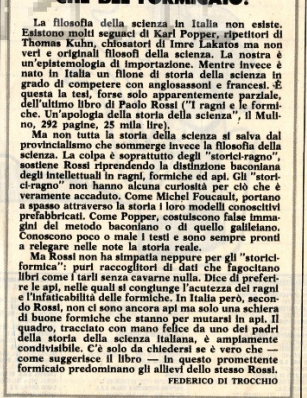 CHE BEL FORMICAIO!
La filosofia della scienza in Italia non esiste.
Esistono molti seguaci di Karl Popper, ripetitori di
Thomas Kuhn, chiosatori di Imre Lakatos ma non
veri e originali filosofi della scienza. La nostra è
un'epistemologia di importazione. Mentre invece è
nato in Italia un filone di storia della scienza in
grado di competere con anglosassoni e francesi. È
questa la tesi, forse solo apparentemente parziale,
dell'ultimo libro di Paolo Rossi ("I ragni e le formi-
che. Un'apologia della storia della scienza", il Muli-
no, 292 pagine, 25 mila lire).
Ma non tutta la storia della scienza si salva dal
provincialismo che sommerge invece la filosofia della
scienza. La colpa è soprattutto degli "storici-ragno",
sostiene Rossi riprendendo la distinzione baconiana
degli intellettuali in ragni, formiche ed api. Gli "stori-
ci-ragno" non hanno alcuna curiosità per ciò che è
veramente accaduto. Come Michel Foucault, portano
a spasso attraverso la storia i loro modelli conoscitivi
prefabbricati. Come Popper, costuiscono false imma-
gini del metodo baconiano o di quello galileiano.
Conoscono poco o male i testi e sono sempre pronti
a relegare nelle note la storia reale.
Ma Rossi non ha simpatia neppure per gli "storici-
formica": puri raccoglitori di dati che fagocitano
libri come i tarli senza cavarne nulla. Dice di preferi-
re le api, nelle quali si congiunge l'acutezza dei ragni
e l'infaticabilità delle formiche. In Italia però, secon-
do Rossi, non ci sono ancora api ma solo una schiera
di buone formiche che stanno per mutarsi in api. Il
quadro, tracciato con mano felice da uno dei padri
della storia della scienza italiana, è ampiamente
condivisibile. C'è solo da chiedersi se è vero che —
come suggerisce il libro — in questo promettente
formicaio predominano gli allievi dello stesso Rossi.
FEDERICO DI TROCCHIO